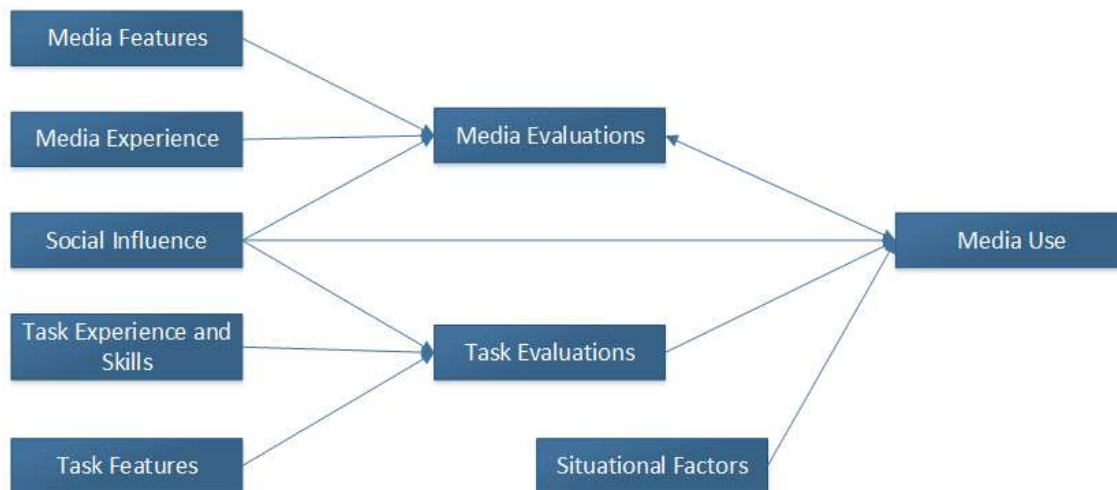 Media Features
Media Experience
Media Evaluations
Social Influence
Media Use
Task Experience and
Skills
Task Evaluations
Task Features
Situational Factors